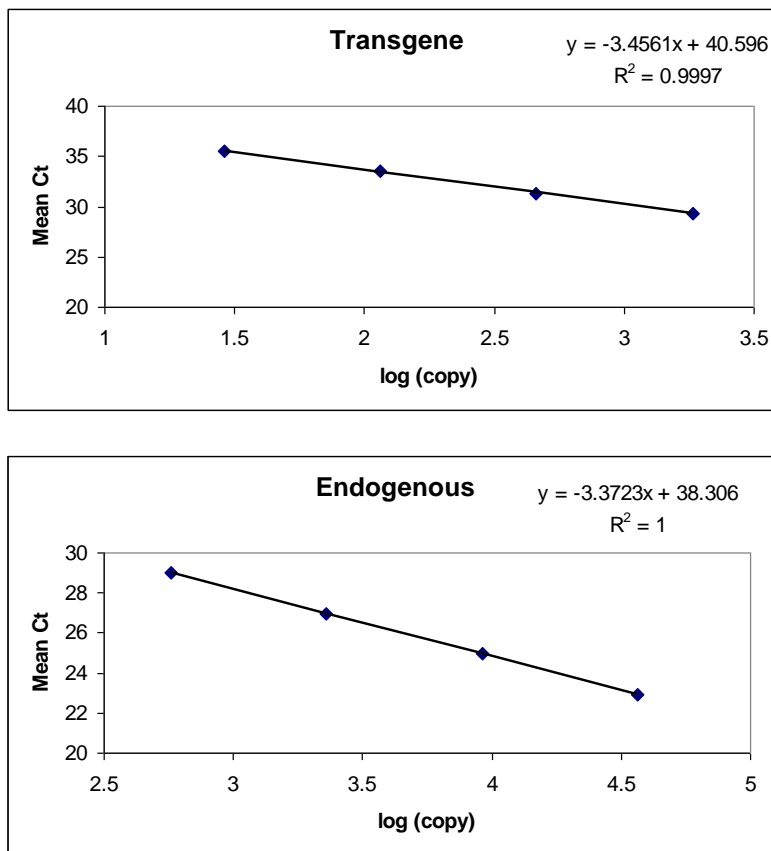 Transgene
y = -3.4561x + 40.596
R² = 0.9997
40
35
30
25
20
Mean Ct
1 1.5 2 2.5 3 3.5
log (copy)
Endogenous
y = -3.3723x + 38.306
R² = 1
30
28
26
24
22
20
Mean Ct
2.5 3 3.5 4 4.5 5
log (copy)